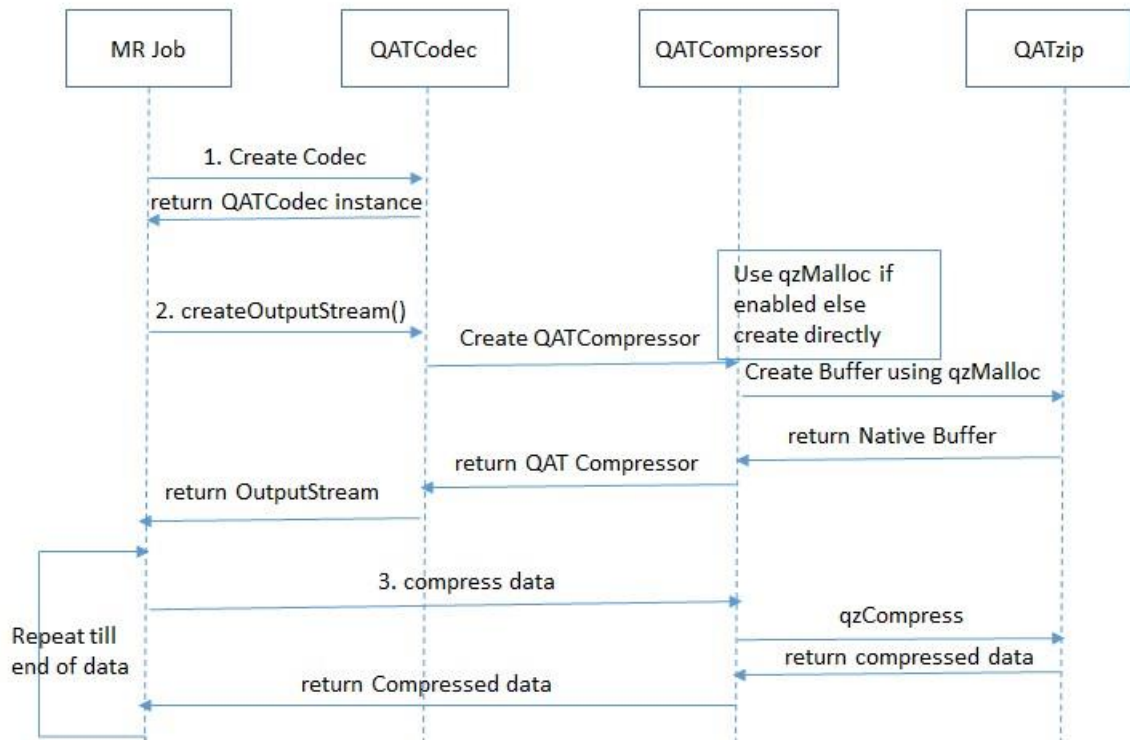 MR Job
QATCodec
QATCompressor
QATzip
1. Create Codec
return QATCodec instance
Use qzMalloc if
enabled else
create directly
2. createOutputStream()
Create QATCompressor
Create Buffer using qzMalloc
return Native Buffer
return QAT Compressor
return OutputStream
3. compress data
qzCompress
Repeat till
end of data
return compressed data
return Compressed data